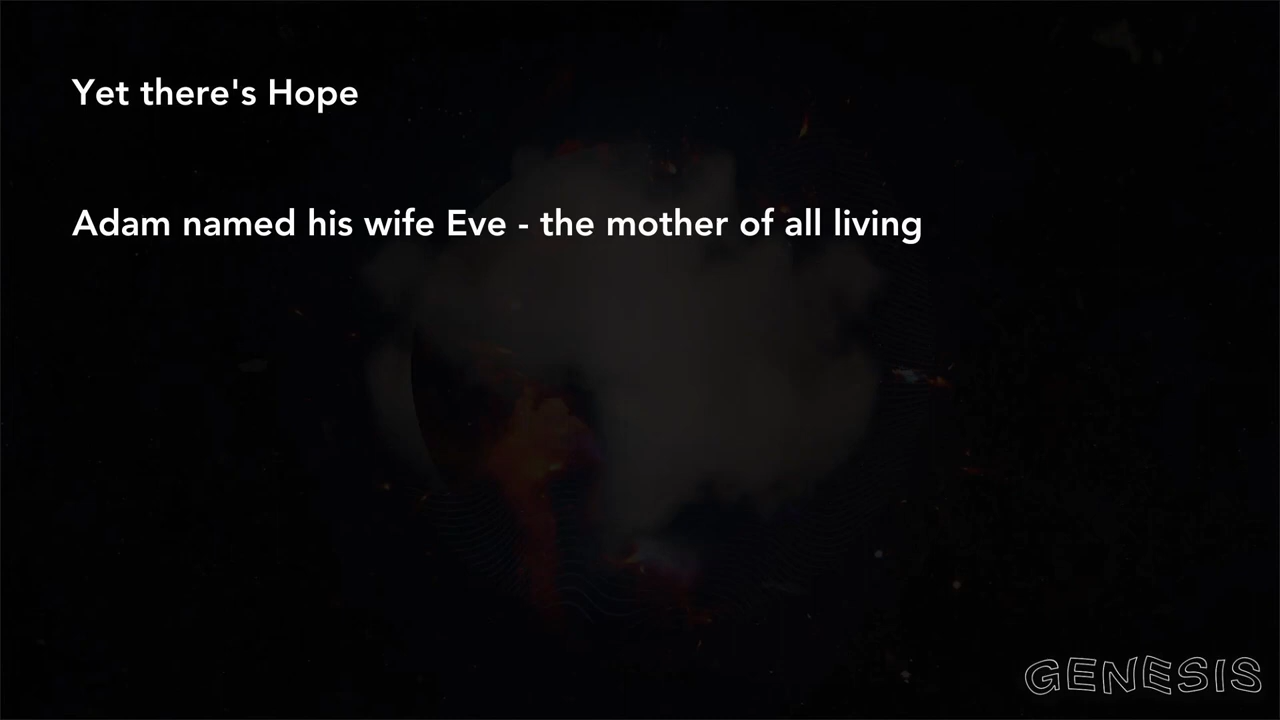 Yet there's Hope
Adam named his wife Eve - the mother of all living
GENESIS